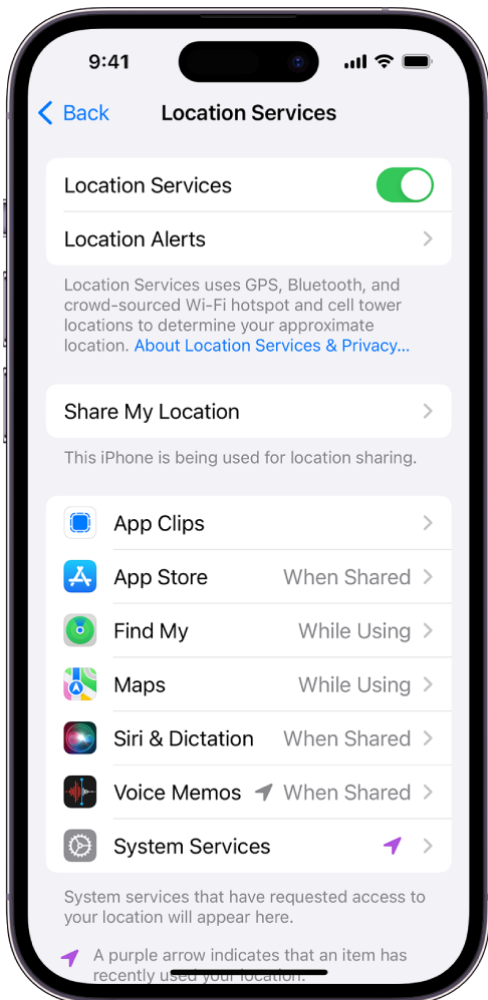 9:41
Back
Location Services
Location Services
Location Alerts
Location Services uses GPS, Bluetooth, and
crowd-sourced Wi-Fi hotspot and cell tower
locations to determine your approximate
location. About Location Services & Privacy...
Share My Location
This iPhone is being used for location sharing.
App Clips
App Store When Shared
Find My While Using
Maps While Using
Siri & Dictation When Shared
Voice Memos When Shared
System Services
System services that have requested access to
your location will appear here.
A purple arrow indicates that an item has
recently used your location.